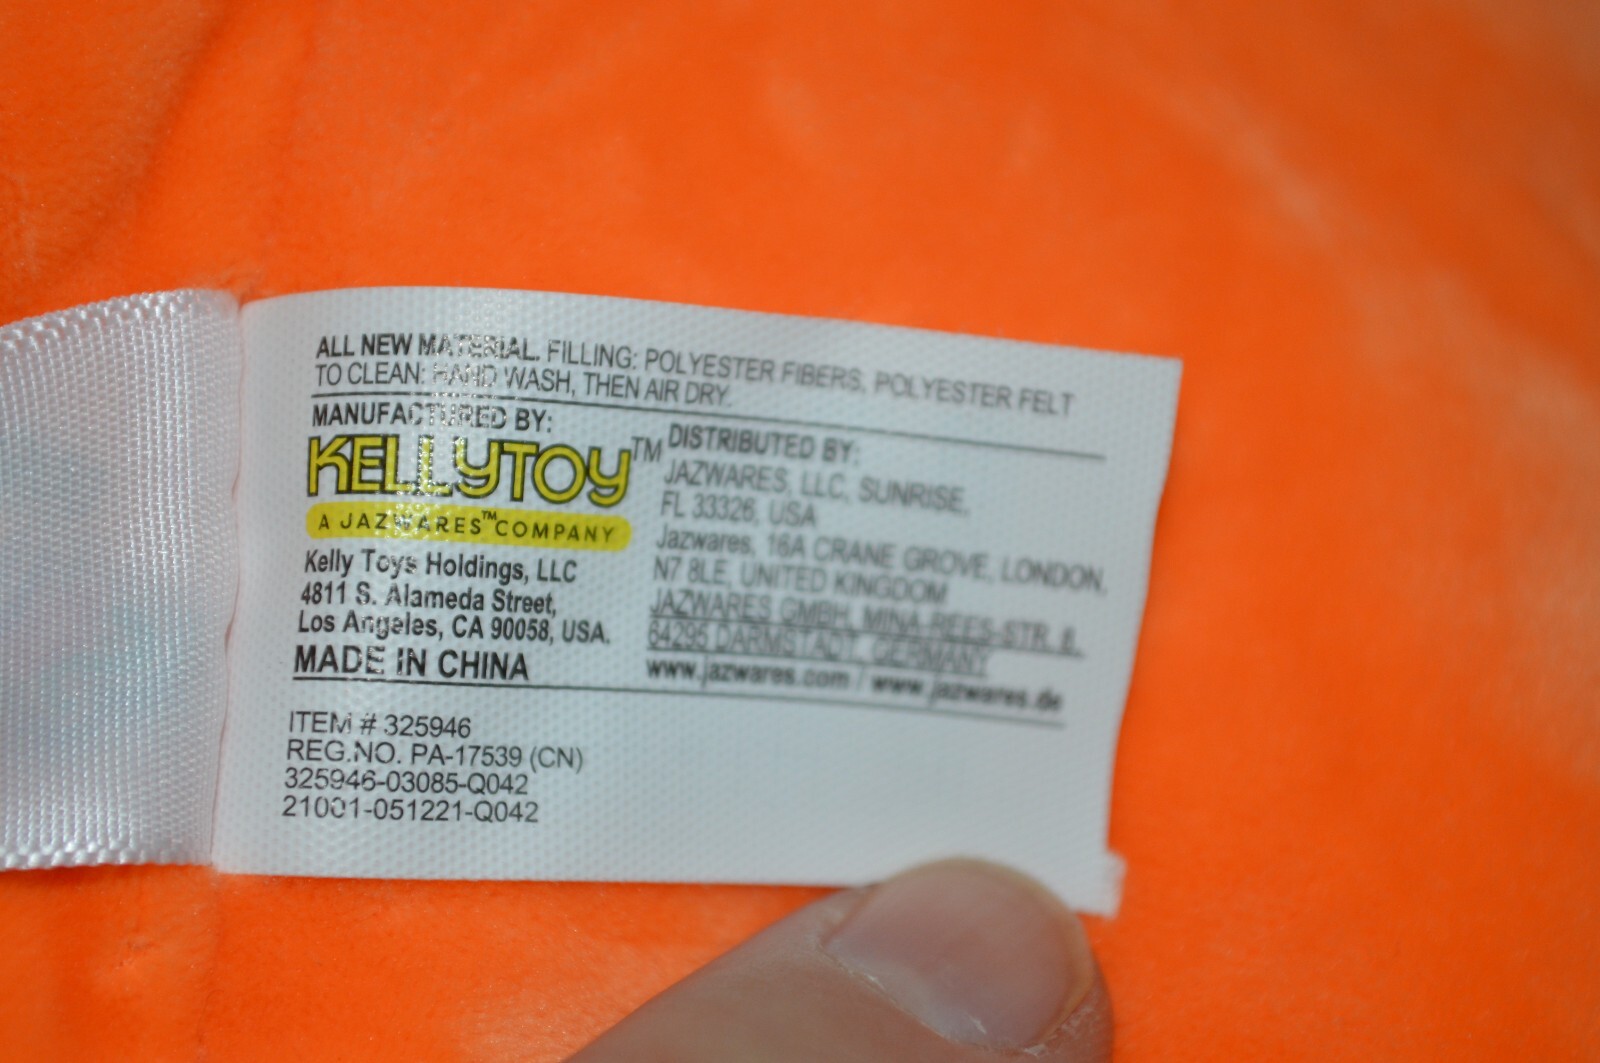 ALL NEW MATERIAL. FILLING: POLYESTER FIBERS, POLYESTER FELT
TO CLEAN: HAND WASH, THEN AIR DRY.
MANUFACTURED BY:
KELLYTOY™
A JAZWARES™ COMPANY
Kelly Toys Holdings, LLC
4811 S. Alameda Street,
Los Angeles, CA 90058, USA.
MADE IN CHINA
DISTRIBUTED BY:
JAZWARES, LLC, SUNRISE,
FL 33326, USA
Jazwares, 16A CRANE GROVE, LONDON,
N7 8LE, UNITED KINGDOM
JAZWARES GMBH, MINA-REES-STR. 8,
64295 DARMSTADT, GERMANY
www.jazwares.com / www.jazwares.de
ITEM # 325946
REG.NO. PA-17539 (CN)
325946-03085-Q042
21001-051221-Q042